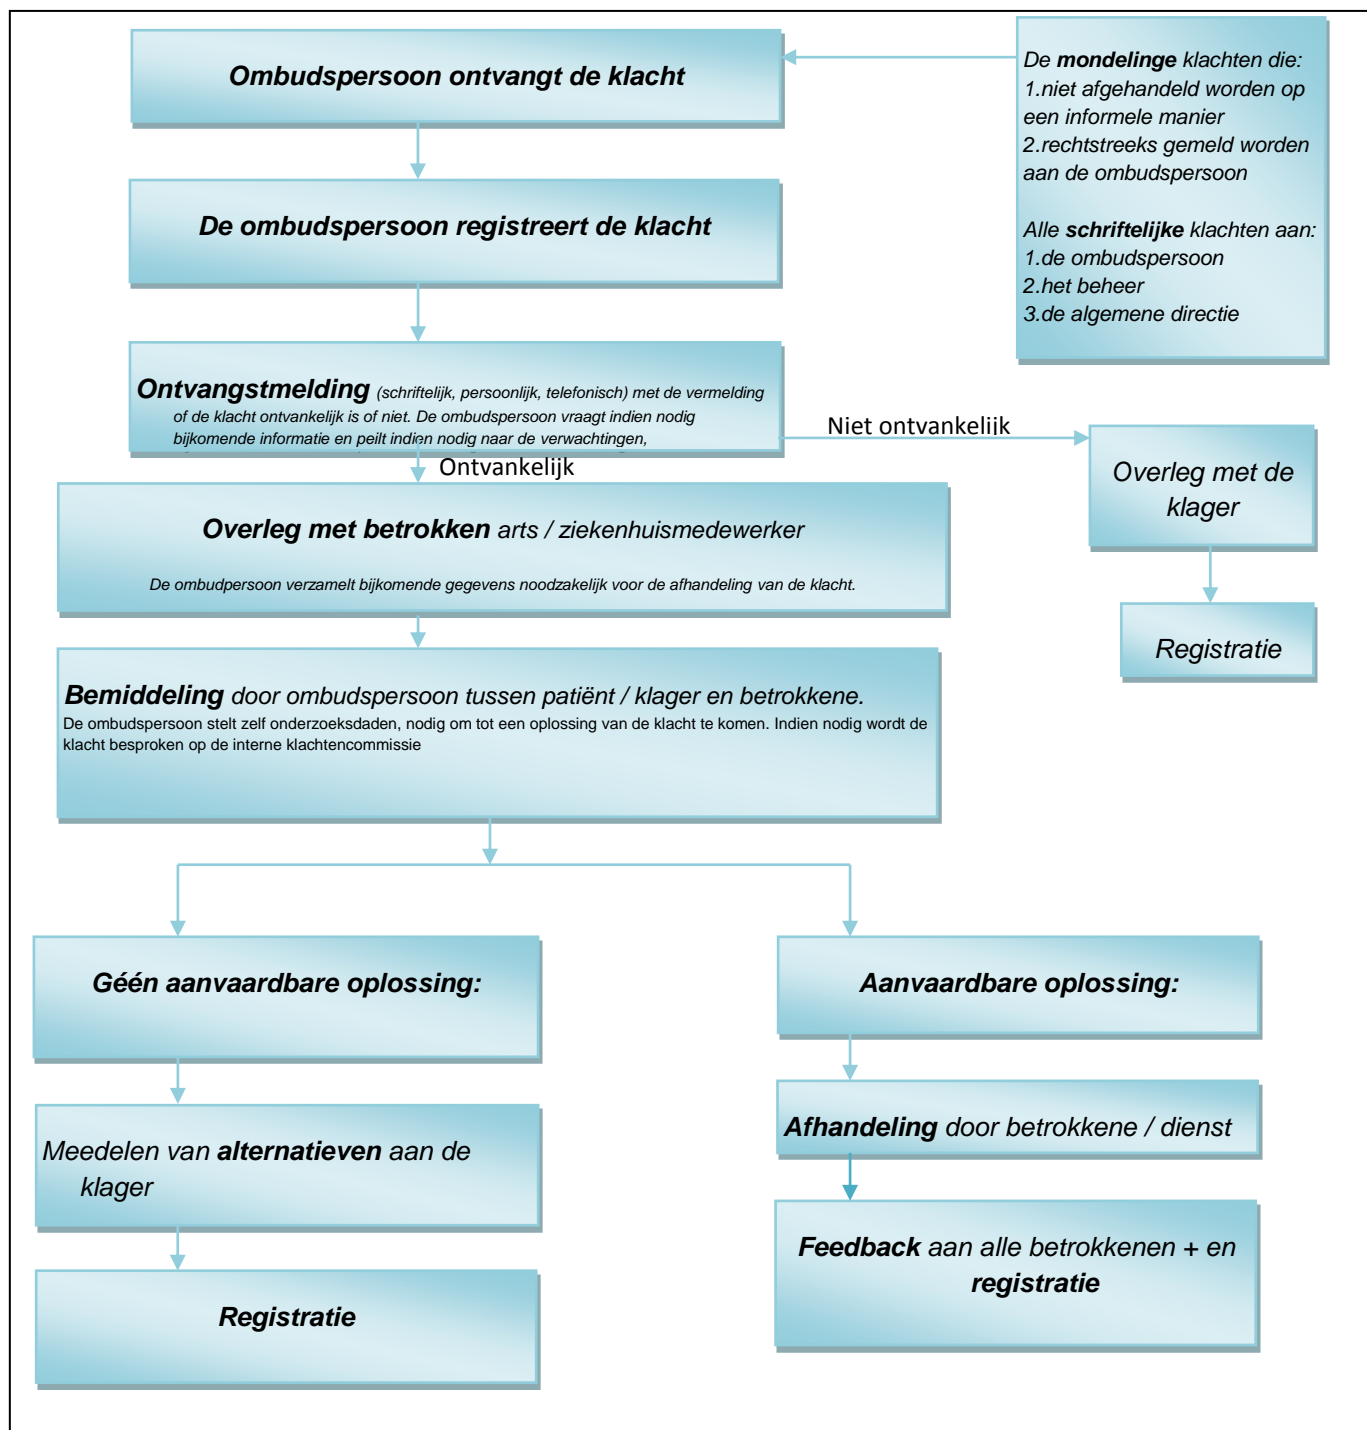 Ombudspersoon ontvangt de klacht
De mondelinge klachten die:
1.niet afgehandeld worden op
een informele manier
2.rechtstreeks gemeld worden
aan de ombudspersoon
Alle schriftelijke klachten aan:
1.de ombudspersoon
2.het beheer
3.de algemene directie
De ombudspersoon registreert de klacht
Ontvangstmelding (schriftelijk, persoonlijk, telefonisch) met de vermelding
of de klacht ontvankelijk is of niet. De ombudspersoon vraagt indien nodig
bijkomende informatie en peilt indien nodig naar de verwachtingen,
Niet ontvankelijk
Ontvankelijk
Overleg met de
klager
Registratie
Overleg met betrokken arts / ziekenhuismedewerker
De ombudpersoon verzamelt bijkomende gegevens noodzakelijk voor de afhandeling van de klacht.
Bemiddeling door ombudspersoon tussen patiënt / klager en betrokkene.
De ombudspersoon stelt zelf onderzoeksdaden, nodig om tot een oplossing van de klacht te komen. Indien nodig wordt de
klacht besproken op de interne klachtencommissie
Géén aanvaardbare oplossing:
Meedelen van alternatieven aan de
klager
Registratie
Aanvaardbare oplossing:
Afhandeling door betrokkene / dienst
Feedback aan alle betrokkenen + en
registratie